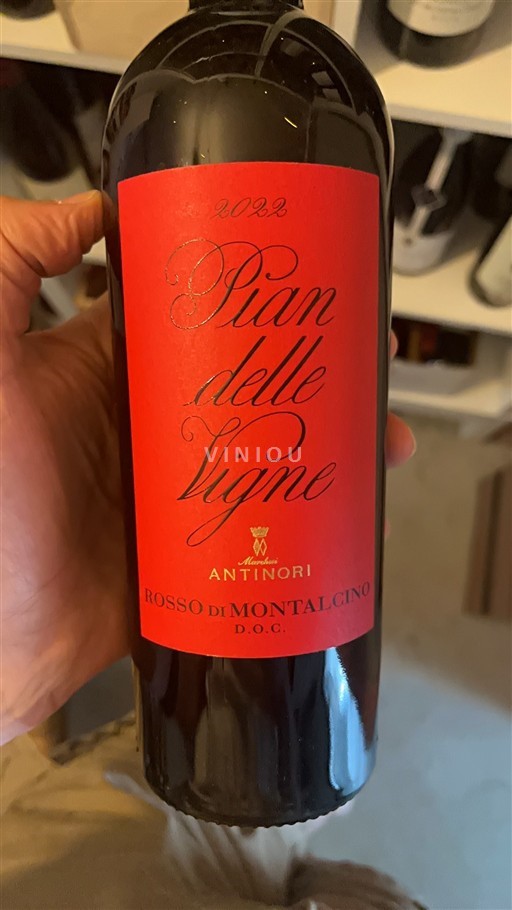 2022
Pian
delle
Vigne
VINIOU
Marchesi
ANTINORI
ROSSO DI MONTALCINO
D.O.C.